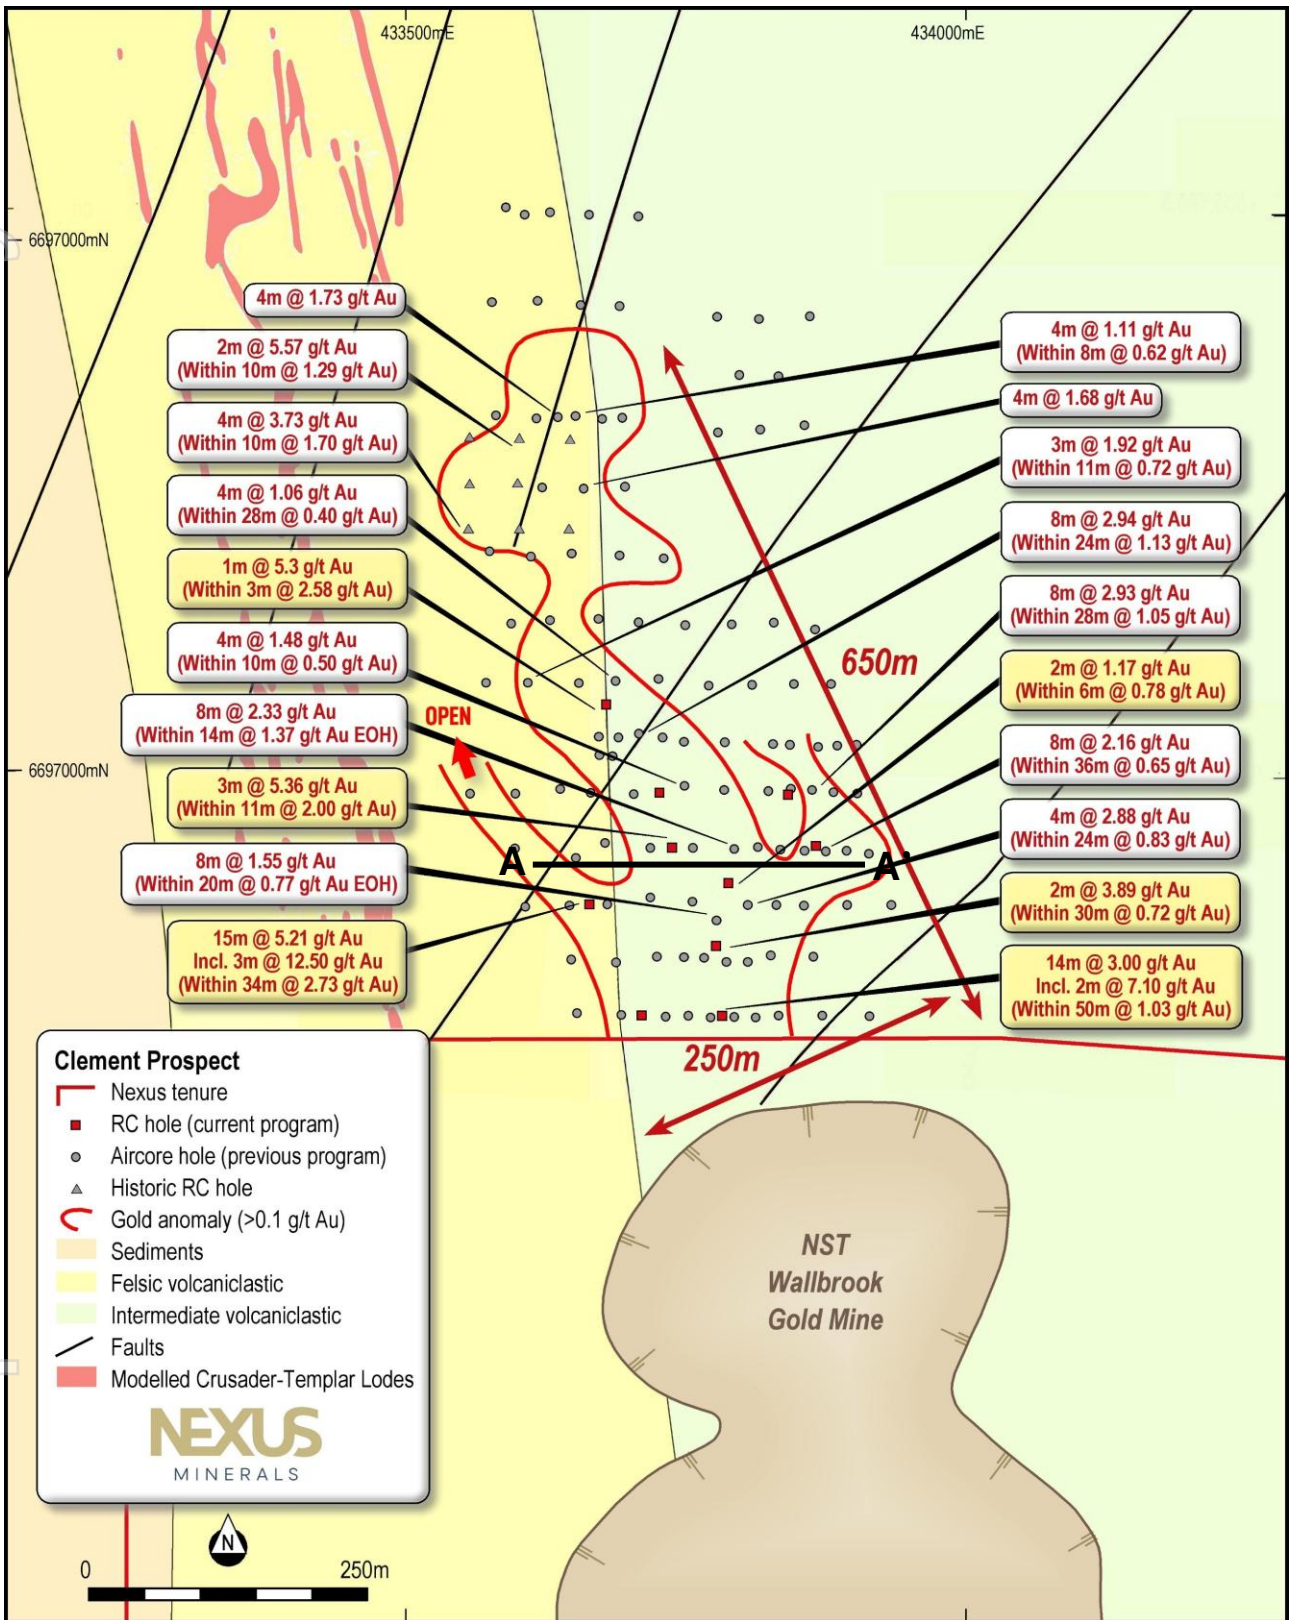 433500mE
434000mE
6697000mN
4m @ 1.73 g/t Au
2m @ 5.57 g/t Au
(Within 10m @ 1.29 g/t Au)
4m @ 3.73 g/t Au
(Within 10m @ 1.70 g/t Au)
4m @ 1.06 g/t Au
(Within 28m @ 0.40 g/t Au)
1m @ 5.3 g/t Au
(Within 3m @ 2.58 g/t Au)
4m @ 1.48 g/t Au
(Within 10m @ 0.50 g/t Au)
8m @ 2.33 g/t Au
(Within 14m @ 1.37 g/t Au EOH)
6697000mN
3m @ 5.36 g/t Au
(Within 11m @ 2.00 g/t Au)
8m @ 1.55 g/t Au
(Within 20m @ 0.77 g/t Au EOH)
15m @ 5.21 g/t Au
Incl. 3m @ 12.50 g/t Au
(Within 34m @ 2.73 g/t Au)
OPEN
A
A'
650m
250m
4m @ 1.11 g/t Au
(Within 8m @ 0.62 g/t Au)
4m @ 1.68 g/t Au
3m @ 1.92 g/t Au
(Within 11m @ 0.72 g/t Au)
8m @ 2.94 g/t Au
(Within 24m @ 1.13 g/t Au)
8m @ 2.93 g/t Au
(Within 28m @ 1.05 g/t Au)
2m @ 1.17 g/t Au
(Within 6m @ 0.78 g/t Au)
8m @ 2.16 g/t Au
(Within 36m @ 0.65 g/t Au)
4m @ 2.88 g/t Au
(Within 24m @ 0.83 g/t Au)
2m @ 3.89 g/t Au
(Within 30m @ 0.72 g/t Au)
14m @ 3.00 g/t Au
Incl. 2m @ 7.10 g/t Au
(Within 50m @ 1.03 g/t Au)
Clement Prospect
Nexus tenure
RC hole (current program)
Aircore hole (previous program)
Historic RC hole
Gold anomaly (>0.1 g/t Au)
Sediments
Felsic volcaniclastic
Intermediate volcaniclastic
Faults
Modelled Crusader-Templar Lodes
NEXUS
MINERALS
NST
Wallbrook
Gold Mine
N
0
250m